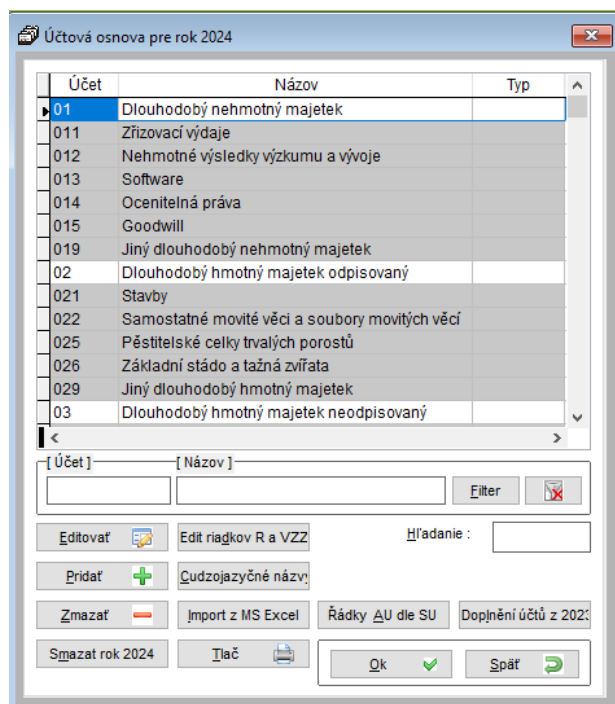 Účtová osnova pre rok 2024
Účet Názov Typ
01 Dlouhodobý nehmotný majetek
011 Zřizovací výdaje
012 Nehmotné výsledky výzkumu a vývoje
013 Software
014 Ocenitelná práva
015 Goodwill
019 Jiný dlouhodobý nehmotný majetek
02 Dlouhodobý hmotný majetek odpisovaný
021 Stavby
022 Samostatné movité věci a soubory movitých věcí
025 Pěstitelské celky trvalých porostů
026 Základní stádo a tažná zvířata
029 Jiný dlouhodobý hmotný majetek
03 Dlouhodobý hmotný majetek neodpisovaný
[ Účet ] [ Názov ]
Filter
Editovať Edit riadkov R a VZZ Hľadanie :
Pridať Cudzojazyčné názvy
Zmazať Import z MS Excel Řádky AU dle SU Doplnění účtů z 2023
Smazat rok 2024 Tlač Ok Späť